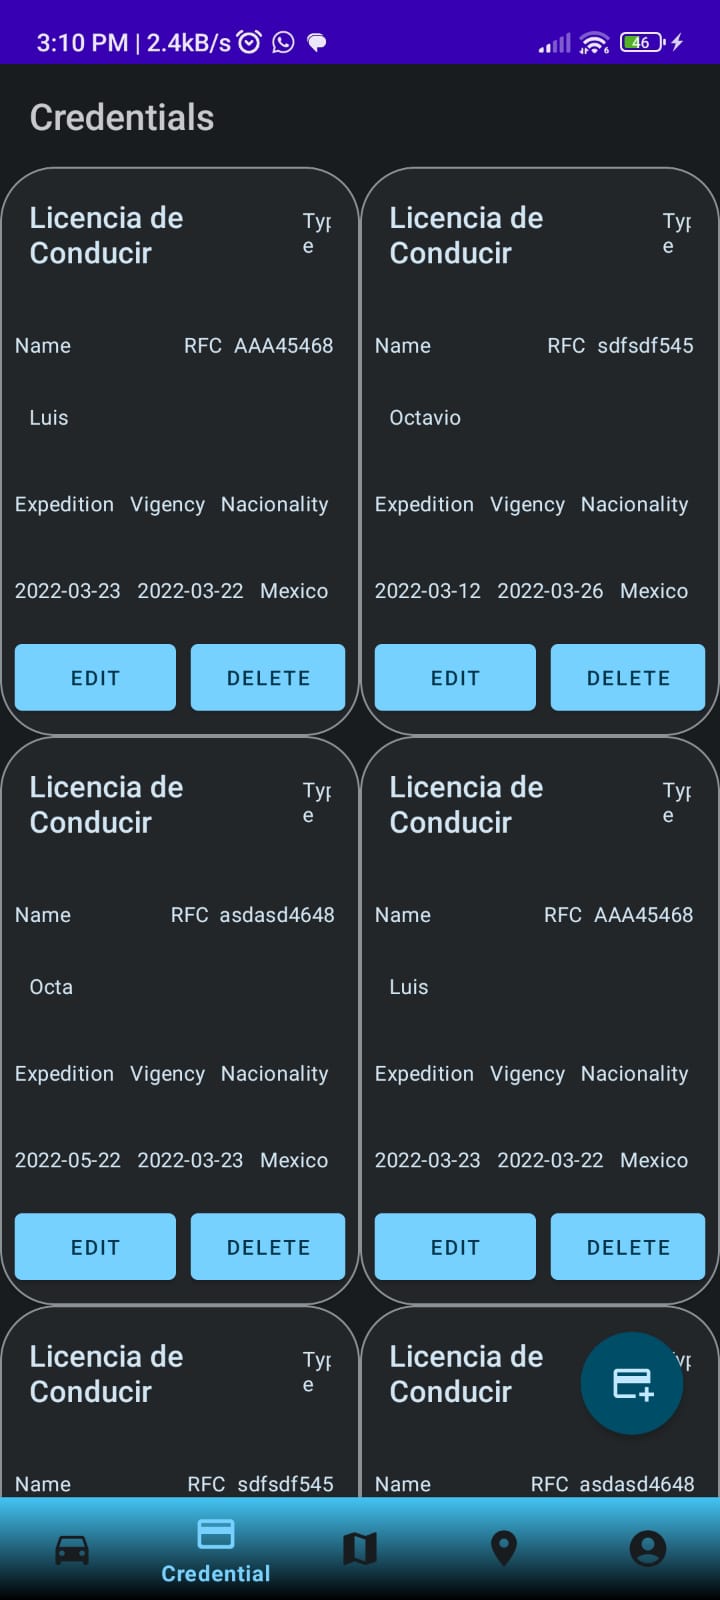 3:10 PM | 2.4kB/s
46
Credentials
Licencia de
Conducir
Typ
e
Name RFC AAA45468
Luis
Expedition Vigency Nacionality
2022-03-23 2022-03-22 Mexico
EDIT DELETE
Licencia de
Conducir
Typ
e
Name RFC sdfsdf545
Octavio
Expedition Vigency Nacionality
2022-03-12 2022-03-26 Mexico
EDIT DELETE
Licencia de
Conducir
Typ
e
Name RFC asdasd4648
Octa
Expedition Vigency Nacionality
2022-05-22 2022-03-23 Mexico
EDIT DELETE
Licencia de
Conducir
Typ
e
Name RFC AAA45468
Luis
Expedition Vigency Nacionality
2022-03-23 2022-03-22 Mexico
EDIT DELETE
Licencia de
Conducir
Typ
e
Name RFC sdfsdf545
Licencia de
Conducir
Name RFC asdasd4648
Credential